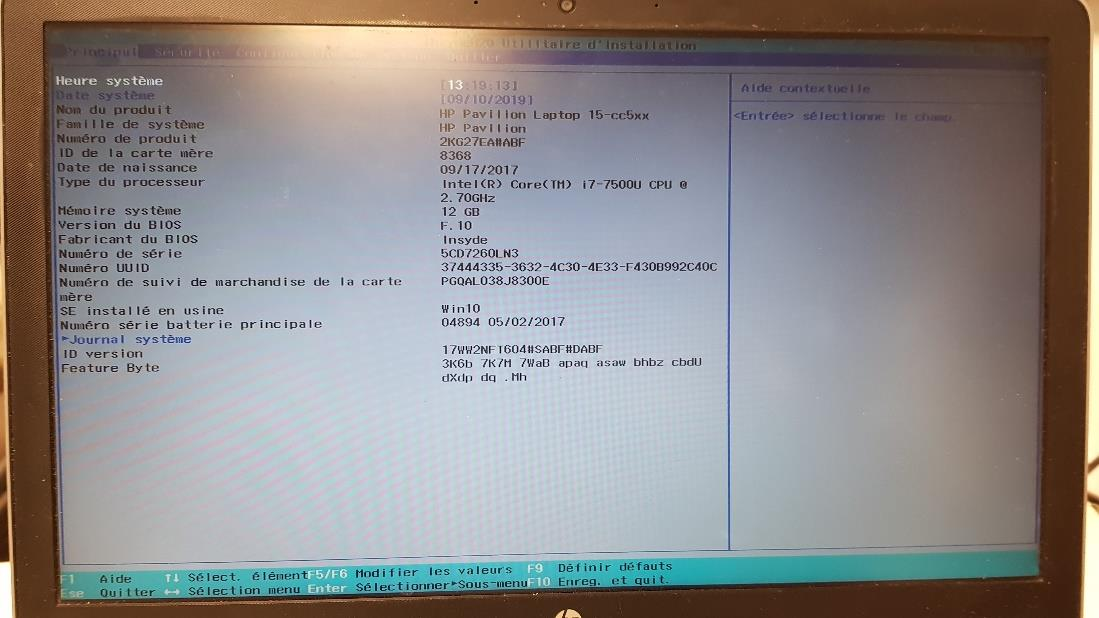 Utilitaire d'installation
Principal Sécurité
Quitter
Heure système [13:19:13]
Date système [09/10/2019]
Nom du produit HP Pavilion Laptop 15-cc5xx
Famille de système HP Pavilion
Numéro de produit 2KG27EA#ABF
ID de la carte mère 8368
Date de naissance 09/17/2017
Type du processeur Intel(R) Core(TM) i7-7500U CPU @
2.70GHz
Mémoire système 12 GB
Version du BIOS F.10
Fabricant du BIOS Insyde
Numéro de série 5CD7260LN3
Numéro UUID 37444335-3632-4C30-4E33-F430B992C40C
Numéro de suivi de marchandise de la carte PGQAL038J8300E
mère
SE installé en usine Win10
Numéro série batterie principale 04894 05/02/2017
▸Journal système
ID version 17WW2NFT604#SABF#DABF
Feature Byte 3K6b 7K7M 7WaB apaq asaw bhbz cbdU
dXdp dq .Mh
Aide contextuelle
<Entrée> sélectionne le champ.
F1 Aide ↑↓ Sélect. élément F5/F6 Modifier les valeurs F9 Définir défauts
Esc Quitter ↔ Sélection menu Enter Sélectionner▸Sous-menu F10 Enreg. et quit.
hp